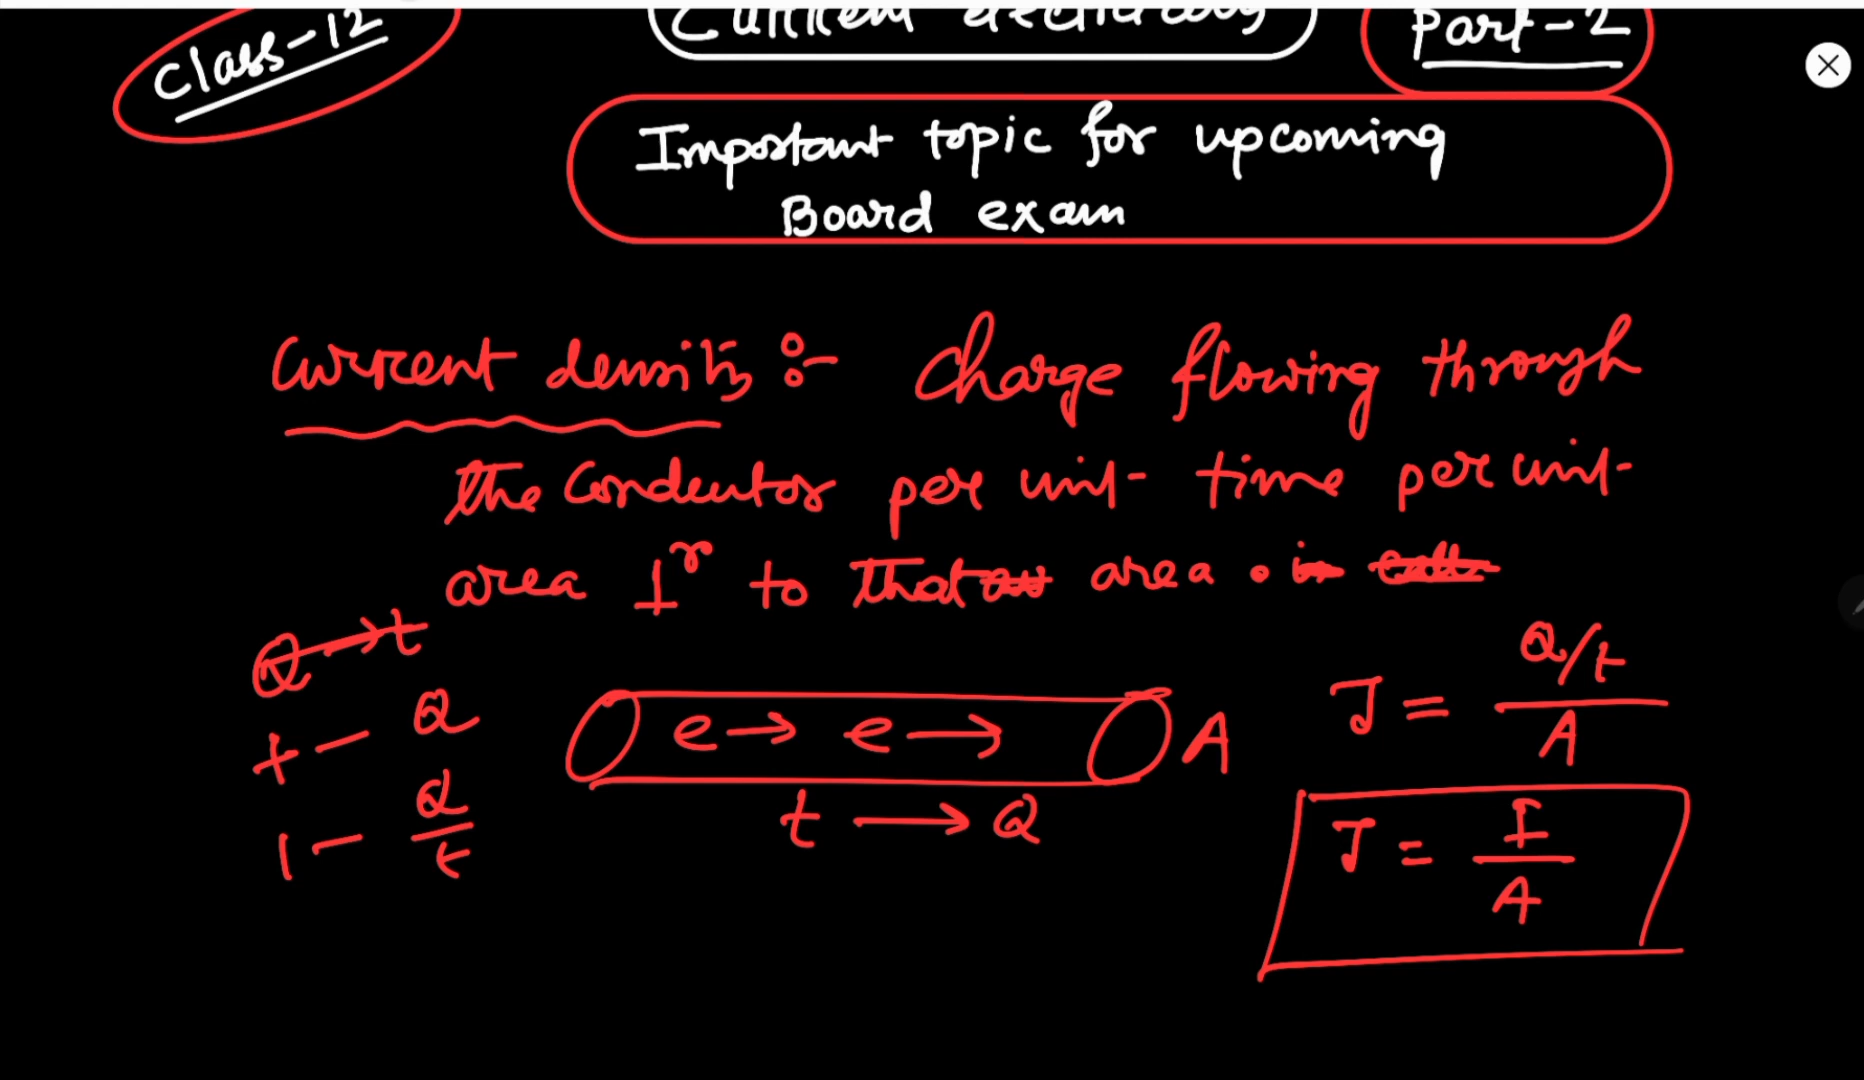 Class-12
Part-2
Important topic for upcoming
Board exam
Current density :- Charge flowing through
the Conductor per unit time per unit
area ⊥r to that area.
Q→t
t - Q
1 - Q/t
e→ e→ A
t → Q
J = Q/t / A
J = I / A